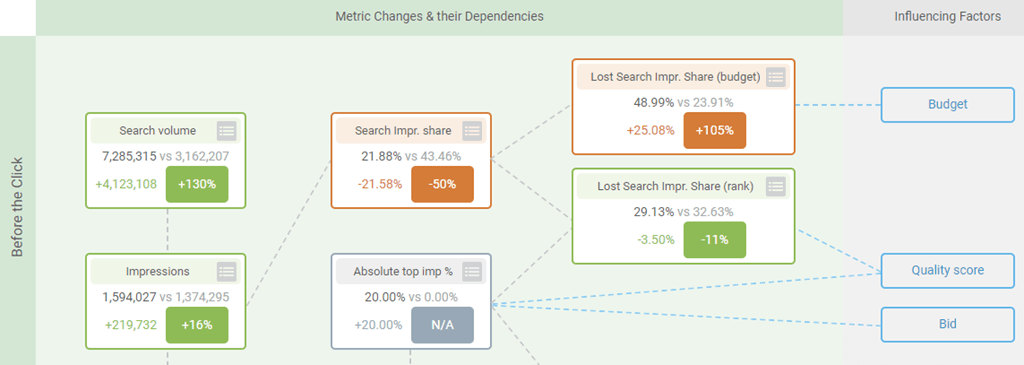 Metric Changes & their Dependencies
Influencing Factors
Before the Click
Search volume
7,285,315 vs 3,162,207
+4,123,108 +130%
Impressions
1,594,027 vs 1,374,295
+219,732 +16%
Search Impr. share
21.88% vs 43.46%
-21.58% -50%
Absolute top imp %
20.00% vs 0.00%
+20.00% N/A
Lost Search Impr. Share (budget)
48.99% vs 23.91%
+25.08% +105%
Lost Search Impr. Share (rank)
29.13% vs 32.63%
-3.50% -11%
Budget
Quality score
Bid